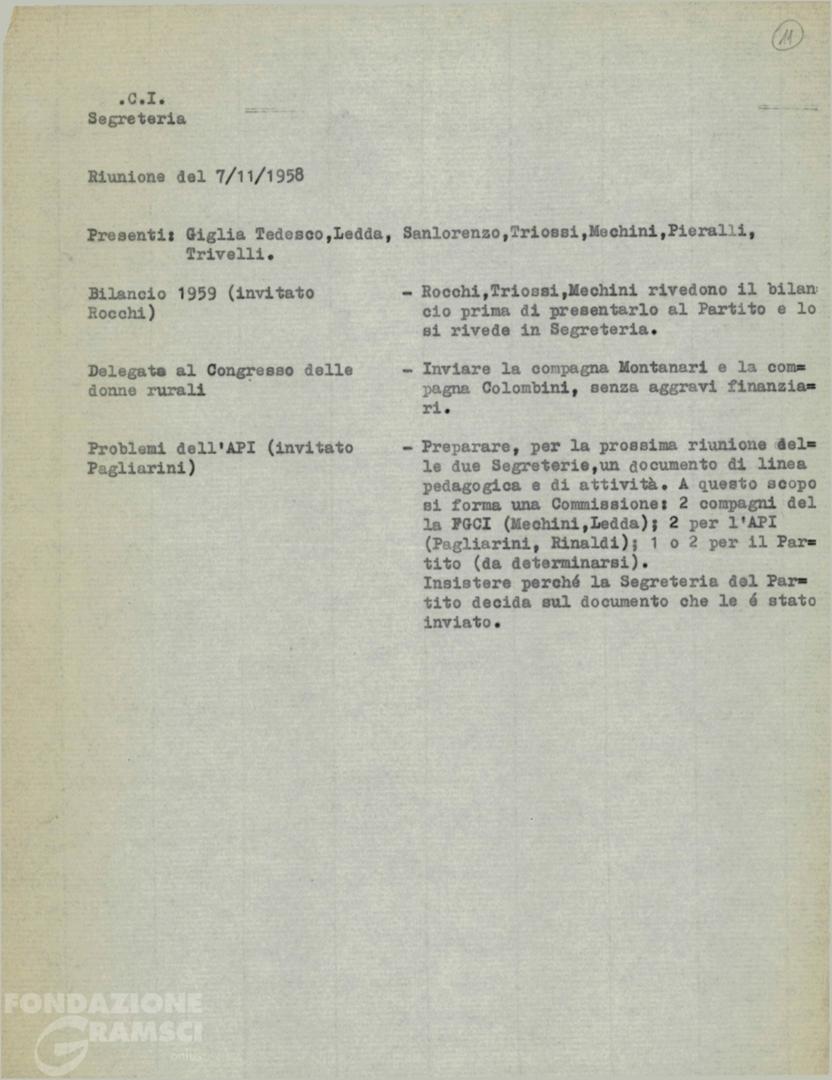 11
.C.I.
Segreteria
Riunione del 7/11/1958
Presenti: Giglia Tedesco,Ledda, Sanlorenzo,Triossi,Mechini,Pieralli,
Trivelli.
Bilancio 1959 (invitato
Rocchi)
- Rocchi,Triossi,Mechini rivedono il bilan
cio prima di presentarlo al Partito e lo
si rivede in Segreteria.
Delegate al Congresso delle
donne rurali
- Inviare la compagna Montanari e la com=
pagna Colombini, senza aggravi finanzia=
ri.
Problemi dell'API (invitato
Pagliarini)
- Preparare, per la prossima riunione del=
le due Segreterie,un documento di linea
pedagogica e di attività. A questo scopo
si forma una Commissione: 2 compagni del
la FGCI (Mechini,Ledda); 2 per l'API
(Pagliarini, Rinaldi); 1 o 2 per il Par=
tito (da determinarsi).
Insistere perché la Segreteria del Par=
tito decida sul documento che le é stato
inviato.
FONDAZIONE
GRAMSCI
onlus